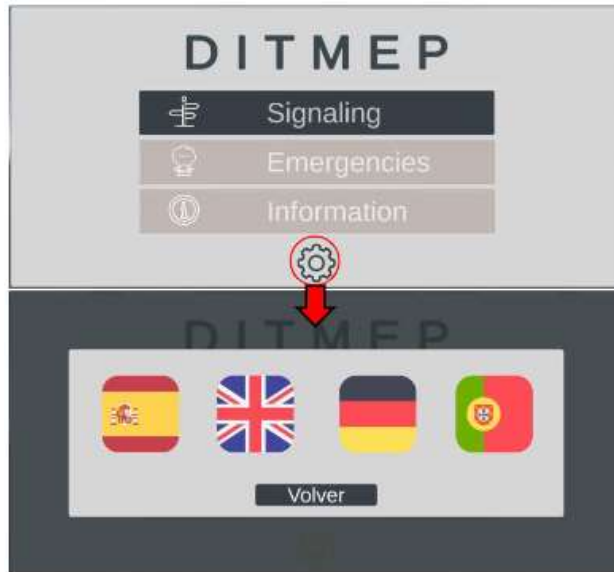 DITMEP
Signaling
Emergencies
Information
DITMEP
Volver